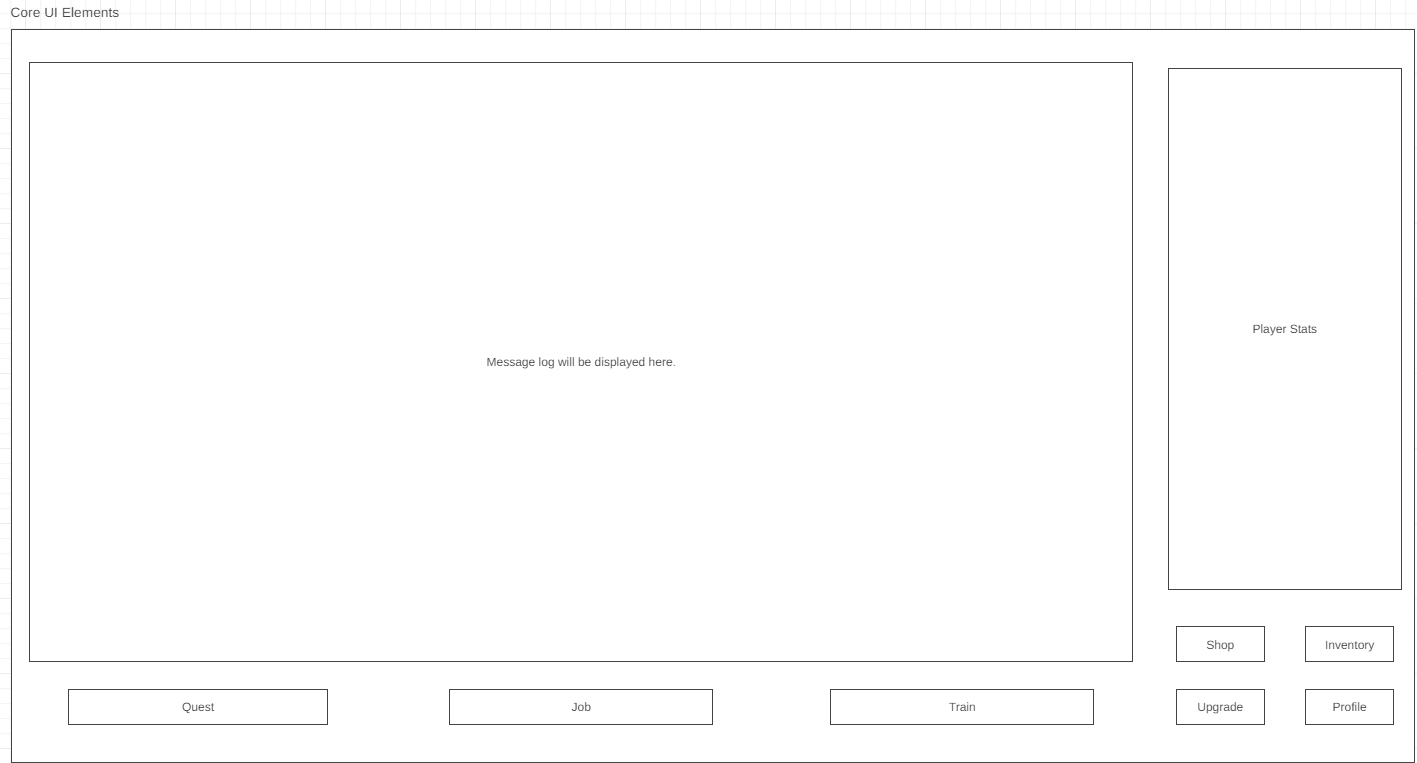 Core UI Elements
Message log will be displayed here.
Player Stats
Shop
Inventory
Quest
Job
Train
Upgrade
Profile